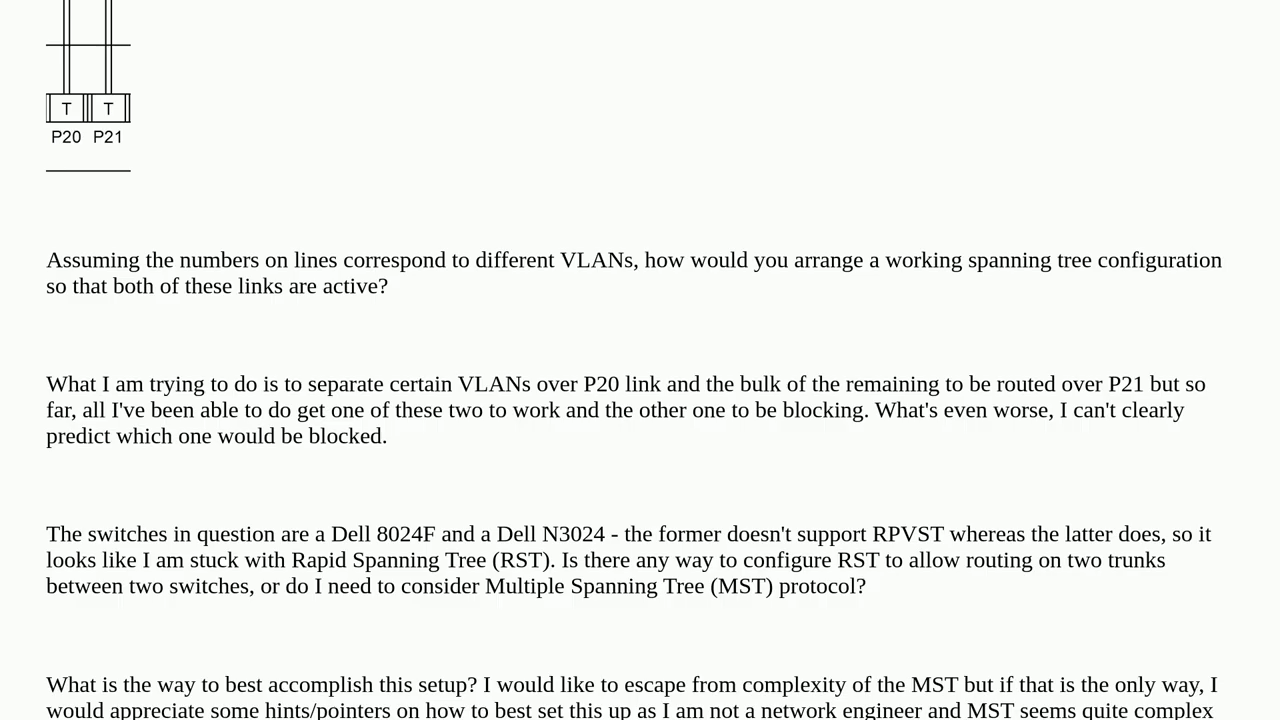 T T
P20 P21
Assuming the numbers on lines correspond to different VLANs, how would you arrange a working spanning tree configuration
so that both of these links are active?
What I am trying to do is to separate certain VLANs over P20 link and the bulk of the remaining to be routed over P21 but so
far, all I've been able to do get one of these two to work and the other one to be blocking. What's even worse, I can't clearly
predict which one would be blocked.
The switches in question are a Dell 8024F and a Dell N3024 - the former doesn't support RPVST whereas the latter does, so it
looks like I am stuck with Rapid Spanning Tree (RST). Is there any way to configure RST to allow routing on two trunks
between two switches, or do I need to consider Multiple Spanning Tree (MST) protocol?
What is the way to best accomplish this setup? I would like to escape from complexity of the MST but if that is the only way, I
would appreciate some hints/pointers on how to best set this up as I am not a network engineer and MST seems quite complex